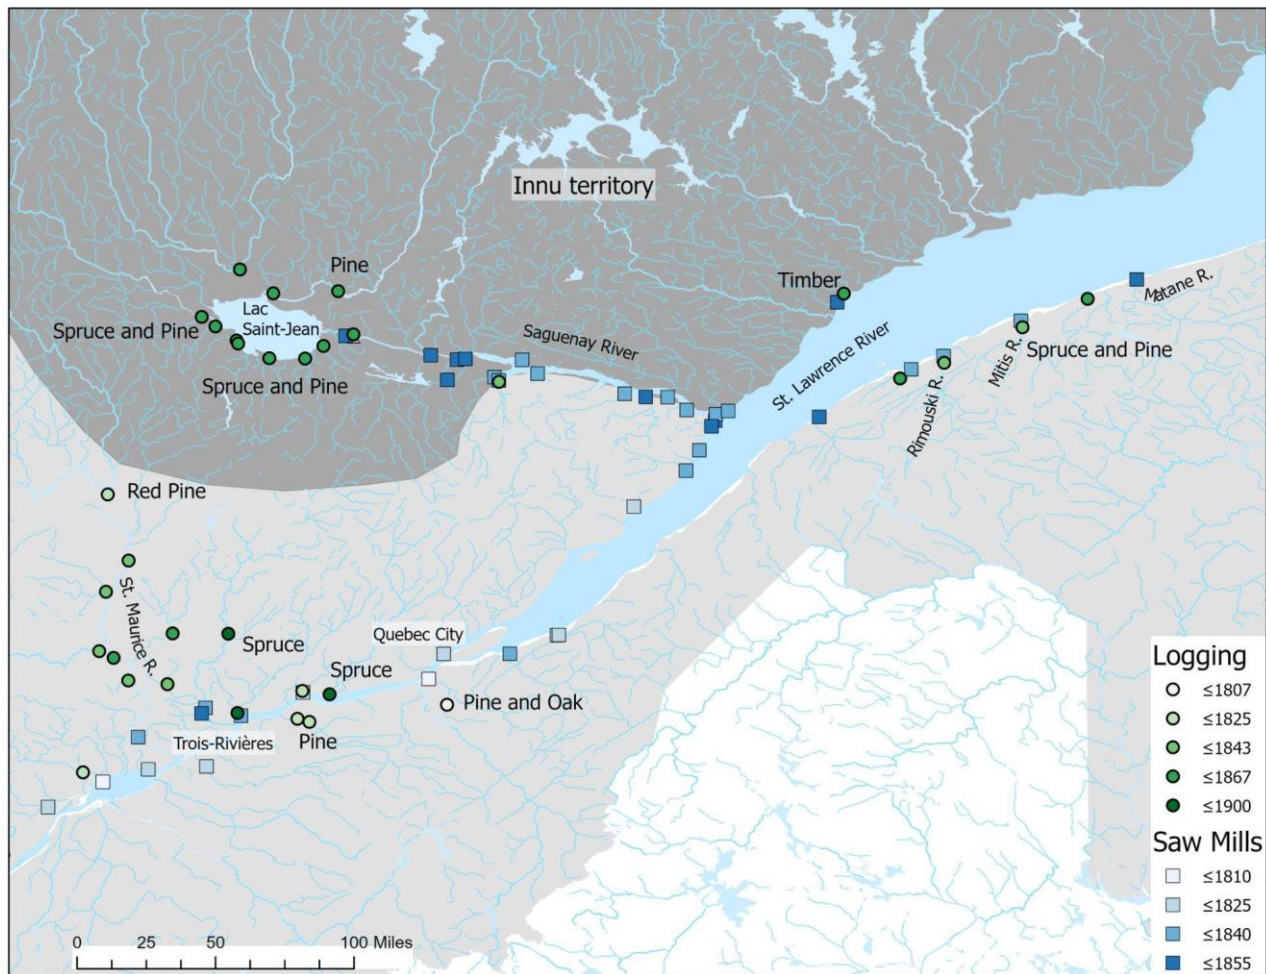 Innu territory
Pine
Timber
Lac
Saint-Jean
Spruce and Pine
Spruce and Pine
Saguenay River
St. Lawrence River
Matane R.
Mitis R.
Spruce and Pine
Rimouski R.
Red Pine
St. Maurice R.
Spruce
Quebec City
Spruce
Pine and Oak
Trois-Rivières
Pine
Logging
≤1807
≤1825
≤1843
≤1867
≤1900
Saw Mills
≤1810
≤1825
≤1840
≤1855
0 25 50 100 Miles